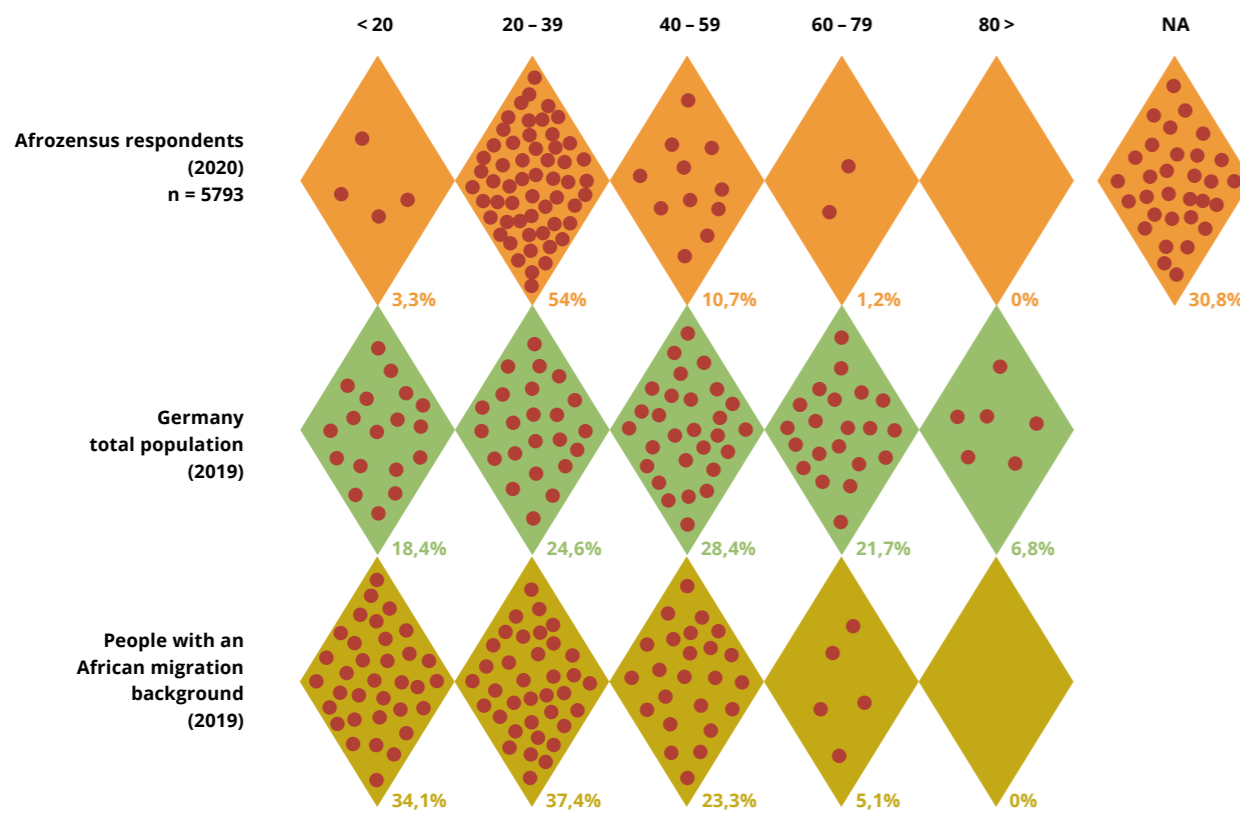 < 20
20 – 39
40 – 59
60 – 79
80 >
NA
Afrozensus respondents
(2020)
n = 5793
3,3%
54%
10,7%
1,2%
0%
30,8%
Germany
total population
(2019)
18,4%
24,6%
28,4%
21,7%
6,8%
People with an
African migration
background
(2019)
34,1%
37,4%
23,3%
5,1%
0%